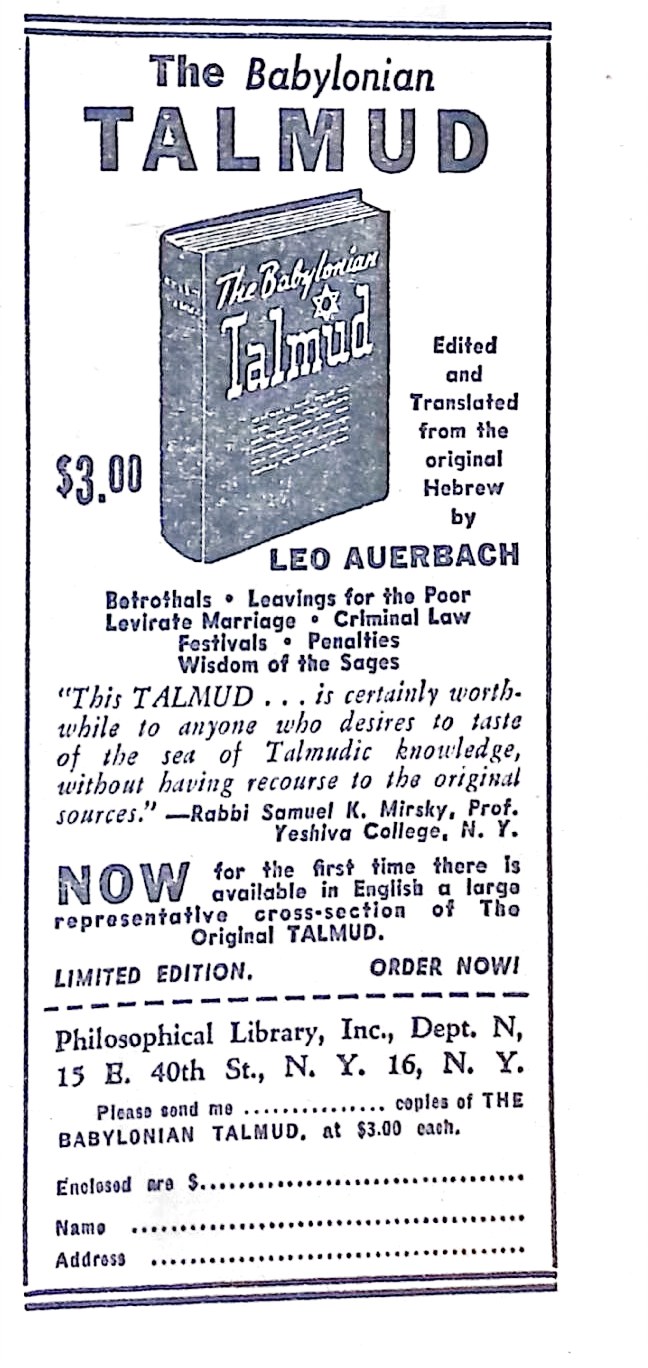 The Babylonian
TALMUD
The Babylonian
Talmud
Edited
and
Translated
from the
original
Hebrew
by
$3.00
LEO AUERBACH
Betrothals • Leavings for the Poor
Levirate Marriage • Criminal Law
Festivals • Penalties
Wisdom of the Sages
"This TALMUD . . . is certainly worth-
while to anyone who desires to taste
of the sea of Talmudic knowledge,
without having recourse to the original
sources." —Rabbi Samuel K. Mirsky, Prof.
Yeshiva College, N. Y.
NOW for the first time there is
available in English a large
representative cross-section of The
Original TALMUD.
LIMITED EDITION. ORDER NOW!
Philosophical Library, Inc., Dept. N,
15 E. 40th St., N. Y. 16, N. Y.
Please send me ............... copies of THE
BABYLONIAN TALMUD, at $3.00 each.
Enclosed are $..................................
Name ..........................................
Address ........................................